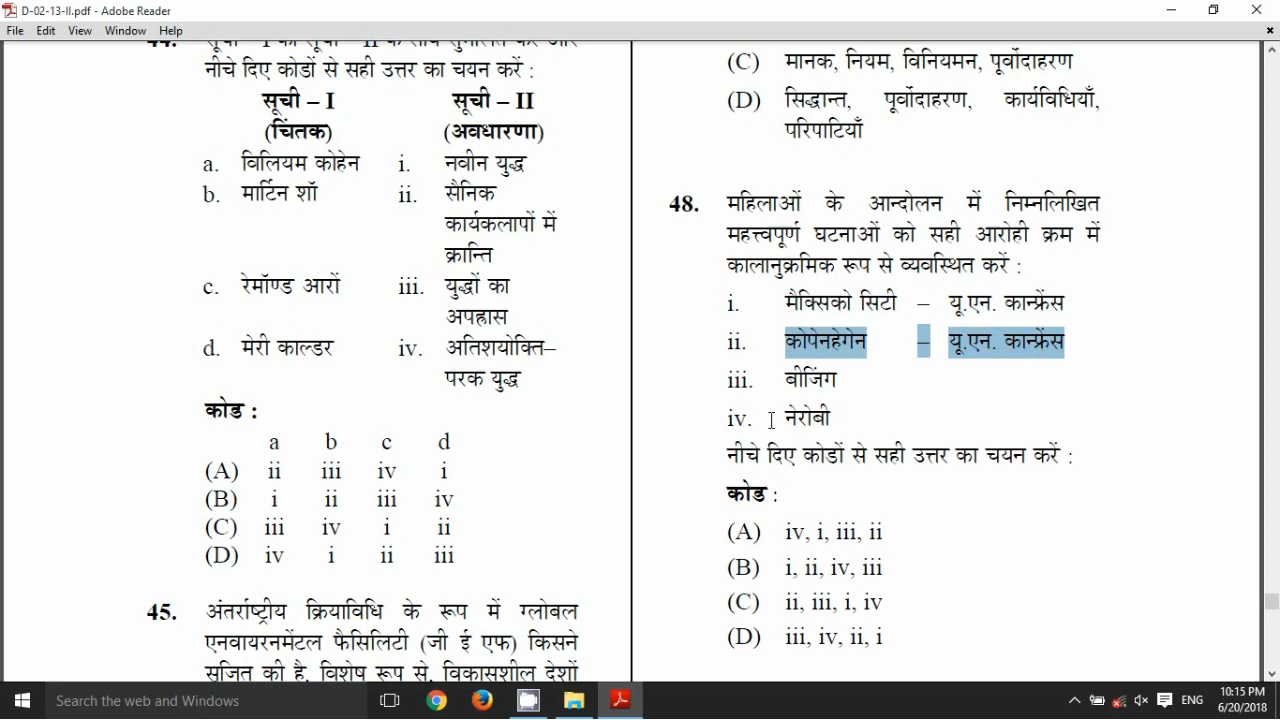 D-02-13-II.pdf - Adobe Reader
File Edit View Window Help
44. सूची – I को सूची – II के साथ सुमेलित करें और
नीचे दिए कोडों से सही उत्तर का चयन करें :
सूची – I सूची – II
(चिंतक) (अवधारणा)
a. विलियम कोहेन i. नवीन युद्ध
b. मार्टिन शॉ ii. सैनिक
कार्यकलापों में
क्रान्ति
c. रेमॉण्ड आरों iii. युद्धों का
अपह्रास
d. मेरी काल्डर iv. अतिशयोक्ति–
परक युद्ध
कोड :
a b c d
(A) ii iii iv i
(B) i ii iii iv
(C) iii iv i ii
(D) iv i ii iii
45. अंतर्राष्ट्रीय क्रियाविधि के रूप में ग्लोबल
एनवायरनमेंटल फैसिलिटी (जी ई एफ) किसने
सृजित की है, विशेष रूप से, विकासशील देशों
(C) मानक, नियम, विनियमन, पूर्वोदाहरण
(D) सिद्धान्त, पूर्वोदाहरण, कार्यविधियाँ,
परिपाटियाँ
48. महिलाओं के आन्दोलन में निम्नलिखित
महत्त्वपूर्ण घटनाओं को सही आरोही क्रम में
कालानुक्रमिक रूप से व्यवस्थित करें :
i. मैक्सिको सिटी – यू.एन. कान्फ्रेंस
ii. कोपेनहेगेन – यू.एन. कान्फ्रेंस
iii. बीजिंग
iv. नेरोबी
नीचे दिए कोडों से सही उत्तर का चयन करें :
कोड :
(A) iv, i, iii, ii
(B) i, ii, iv, iii
(C) ii, iii, i, iv
(D) iii, iv, ii, i
Search the web and Windows
ENG
10:15 PM
6/20/2018